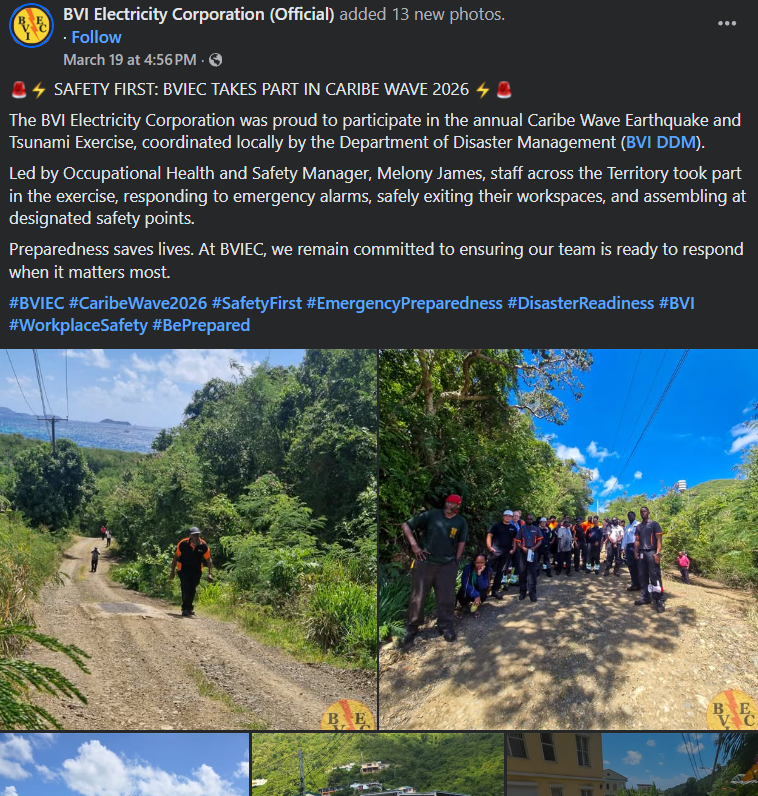 BVI Electricity Corporation (Official) added 13 new photos.
· Follow
March 19 at 4:56 PM ·
🚨⚡ SAFETY FIRST: BVIEC TAKES PART IN CARIBE WAVE 2026 ⚡🚨
The BVI Electricity Corporation was proud to participate in the annual Caribe Wave Earthquake and
Tsunami Exercise, coordinated locally by the Department of Disaster Management (BVI DDM).
Led by Occupational Health and Safety Manager, Melony James, staff across the Territory took part
in the exercise, responding to emergency alarms, safely exiting their workspaces, and assembling at
designated safety points.
Preparedness saves lives. At BVIEC, we remain committed to ensuring our team is ready to respond
when it matters most.
#BVIEC #CaribeWave2026 #SafetyFirst #EmergencyPreparedness #DisasterReadiness #BVI
#WorkplaceSafety #BePrepared
BVIEC
BVEC
BVEC